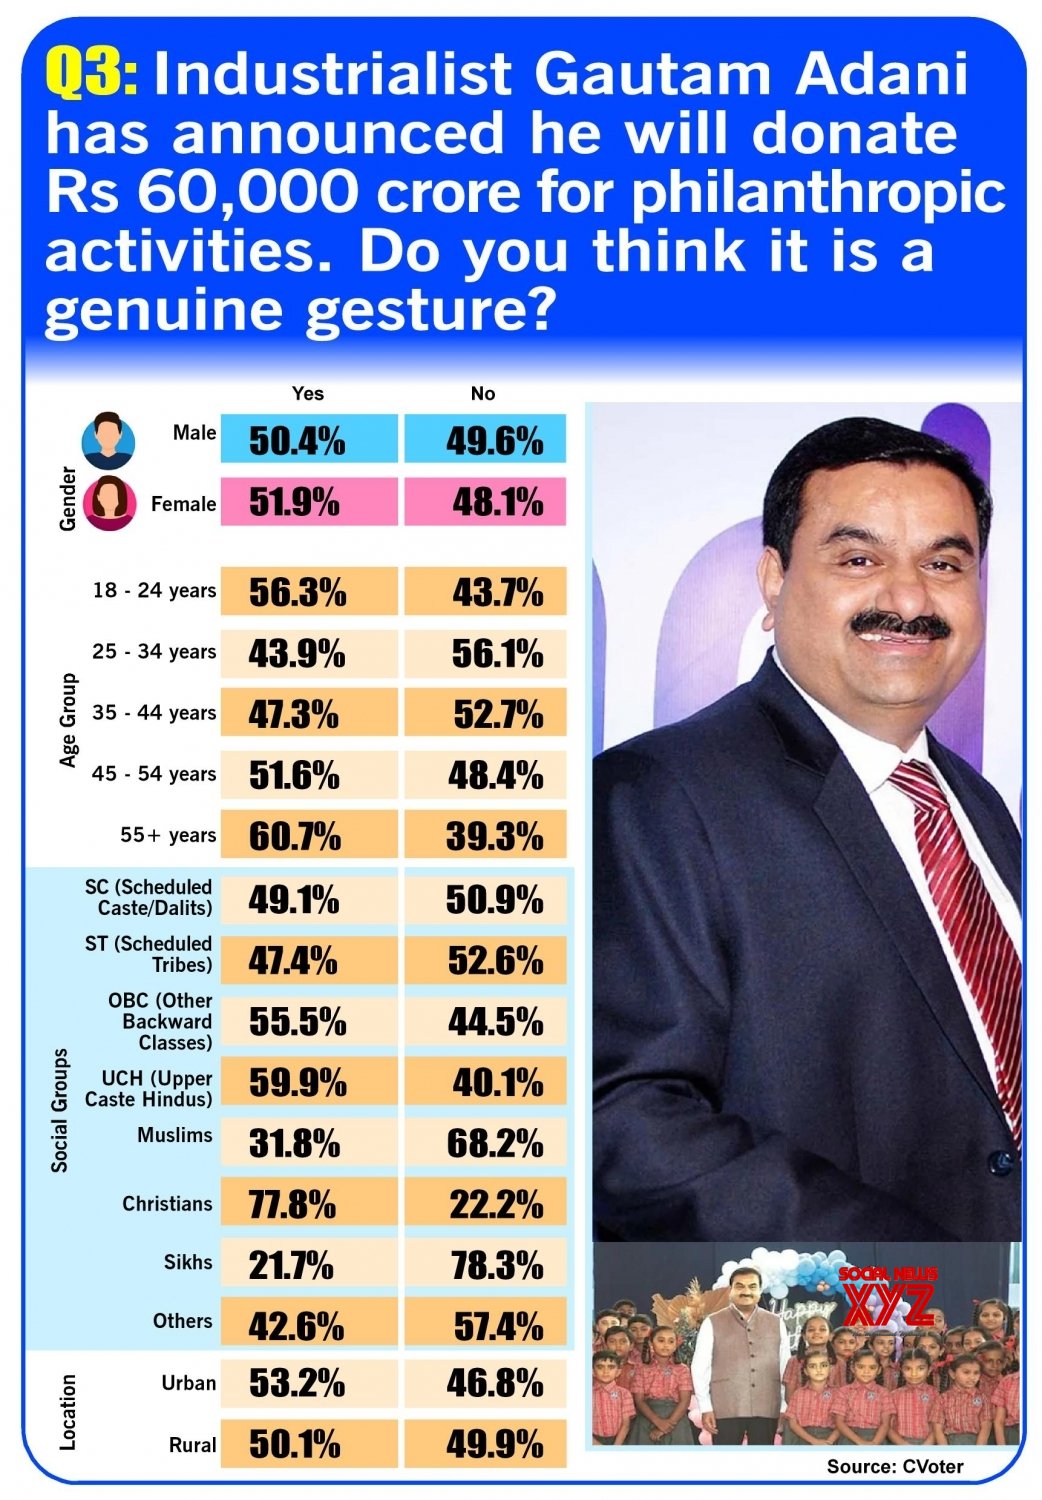 Q3: Industrialist Gautam Adani
has announced he will donate
Rs 60,000 crore for philanthropic
activities. Do you think it is a
genuine gesture?
Yes No
Gender
Male 50.4% 49.6%
Female 51.9% 48.1%
Age Group
18 - 24 years 56.3% 43.7%
25 - 34 years 43.9% 56.1%
35 - 44 years 47.3% 52.7%
45 - 54 years 51.6% 48.4%
55+ years 60.7% 39.3%
Social Groups
SC (Scheduled
Caste/Dalits) 49.1% 50.9%
ST (Scheduled
Tribes) 47.4% 52.6%
OBC (Other
Backward
Classes) 55.5% 44.5%
UCH (Upper
Caste Hindus) 59.9% 40.1%
Muslims 31.8% 68.2%
Christians 77.8% 22.2%
Sikhs 21.7% 78.3%
Others 42.6% 57.4%
Location
Urban 53.2% 46.8%
Rural 50.1% 49.9%
Happy
SOCIAL NEWS
XYZ
Source: CVoter